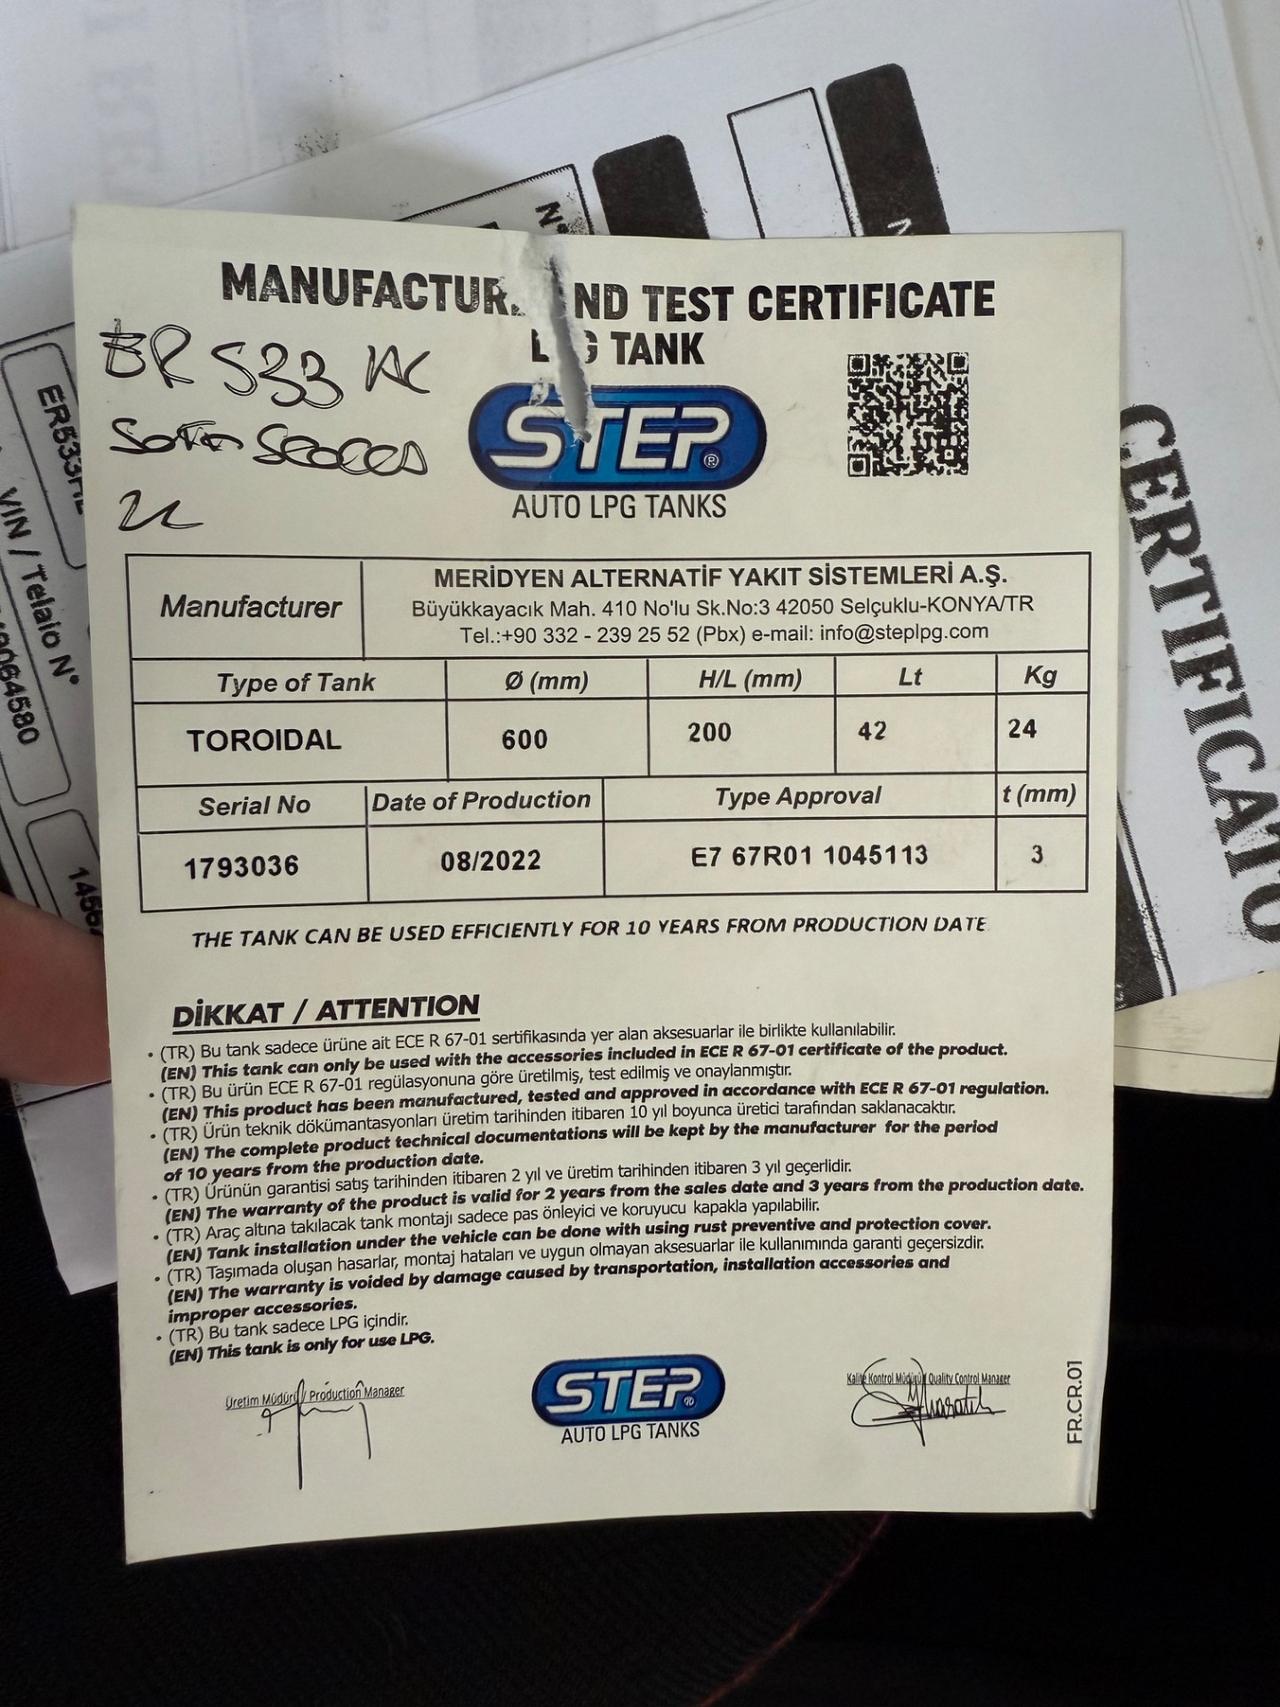 MANUFACTUR ND TEST CERTIFICATE
L G TANK
ER 533
STEP®
AUTO LPG TANKS
Manufacturer
MERİDYEN ALTERNATİF YAKIT SİSTEMLERİ A.Ş.
Büyükkayacık Mah. 410 No'lu Sk.No:3 42050 Selçuklu-KONYA/TR
Tel.:+90 332 - 239 25 52 (Pbx) e-mail: info@steplpg.com
Type of Tank Ø (mm) H/L (mm) Lt Kg
TOROIDAL 600 200 42 24
Serial No Date of Production Type Approval t (mm)
1793036 08/2022 E7 67R01 1045113 3
THE TANK CAN BE USED EFFICIENTLY FOR 10 YEARS FROM PRODUCTION DATE
DİKKAT / ATTENTION
• (TR) Bu tank sadece ürüne ait ECE R 67-01 sertifikasında yer alan aksesuarlar ile birlikte kullanılabilir.
(EN) This tank can only be used with the accessories included in ECE R 67-01 certificate of the product.
• (TR) Bu ürün ECE R 67-01 regülasyonuna göre üretilmiş, test edilmiş ve onaylanmıştır.
(EN) This product has been manufactured, tested and approved in accordance with ECE R 67-01 regulation.
• (TR) Ürün teknik dökümantasyonları üretim tarihinden itibaren 10 yıl boyunca üretici tarafından saklanacaktır.
(EN) The complete product technical documentations will be kept by the manufacturer for the period
of 10 years from the production date.
• (TR) Ürünün garantisi satış tarihinden itibaren 2 yıl ve üretim tarihinden itibaren 3 yıl geçerlidir.
(EN) The warranty of the product is valid for 2 years from the sales date and 3 years from the production date.
• (TR) Araç altına takılacak tank montajı sadece pas önleyici ve koruyucu kapakla yapılabilir.
(EN) Tank installation under the vehicle can be done with using rust preventive and protection cover.
• (TR) Taşımada oluşan hasarlar, montaj hataları ve uygun olmayan aksesuarlar ile kullanımında garanti geçersizdir.
(EN) The warranty is voided by damage caused by transportation, installation accessories and
improper accessories.
• (TR) Bu tank sadece LPG içindir.
(EN) This tank is only for use LPG.
Üretim Müdürü / Production Manager
Kalite Kontrol Müdürü / Quality Control Manager
STEP®
AUTO LPG TANKS
FR.CR.01
CERTIFICATO
VIN / Telaio N°